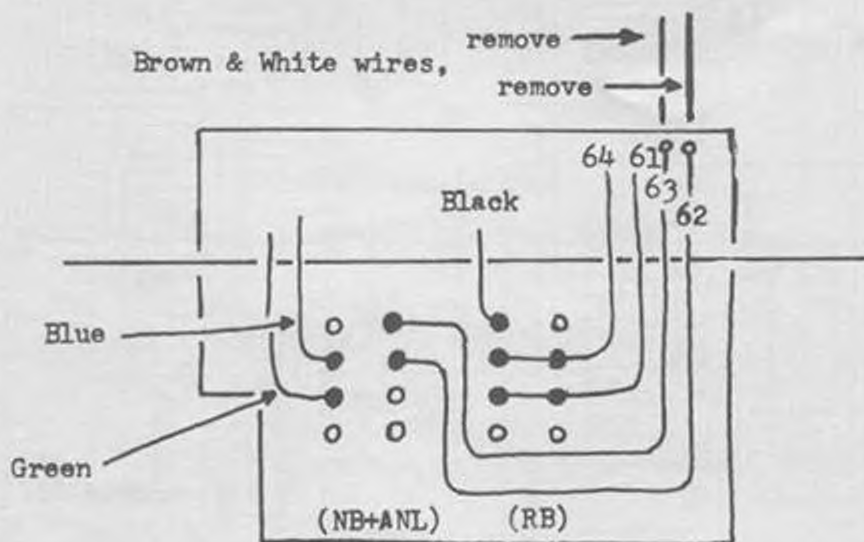 remove
Brown & White wires,
remove
64 61
63
Black
62
Blue
Green
(NB+ANL) (RB)